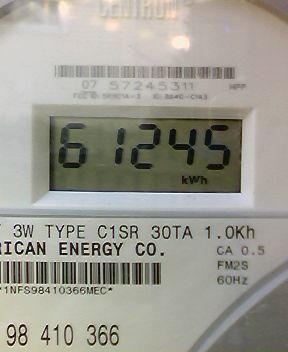 CENTRON
07 57245311
61245
kWh
3W TYPE C1SR 30TA 1.0Kh
RICAN ENERGY CO.
CA 0.5
FM2S
60Hz
*1NFS98410366MEC*
98 410 366